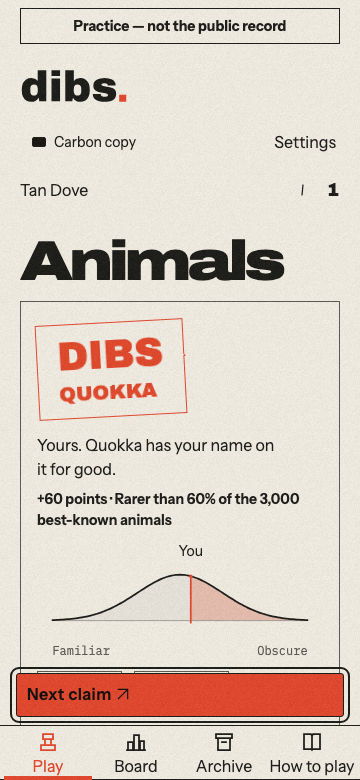 Practice — not the public record
dibs.
Carbon copy
Settings
Tan Dove
1
Animals
DIBS
QUOKKA
Yours. Quokka has your name on
it for good.
+60 points · Rarer than 60% of the 3,000
best-known animals
You
Familiar
Obscure
Next claim ↗
Play
Board
Archive
How to play